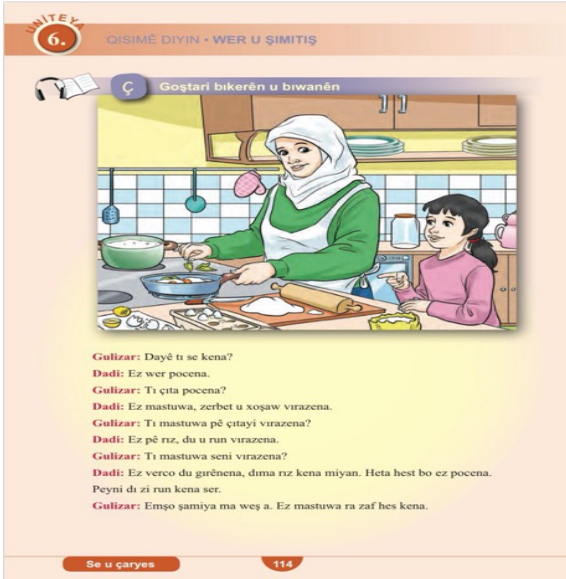 ÜNİTEYA
6.
QISIMÊ DIYIN • WER U ŞIMITIŞ
Ç
Goştari bıkerên u bıwanên
Gulizar: Dayê tı se kena?
Dadi: Ez wer pocena.
Gulizar: Tı çıta pocena?
Dadi: Ez mastuwa, zerbet u xoşaw vırazena.
Gulizar: Tı mastuwa pê çıtayi vırazena?
Dadi: Ez pê rız, du u run vırazena.
Gulizar: Tı mastuwa seni vırazena?
Dadi: Ez verco du gırênena, dıma rız kena miyan. Heta hest bo ez pocena.
Peyni dı zi run kena ser.
Gulizar: Emşo şamiya ma weş a. Ez mastuwa ra zaf hes kena.
Se u çaryes
114